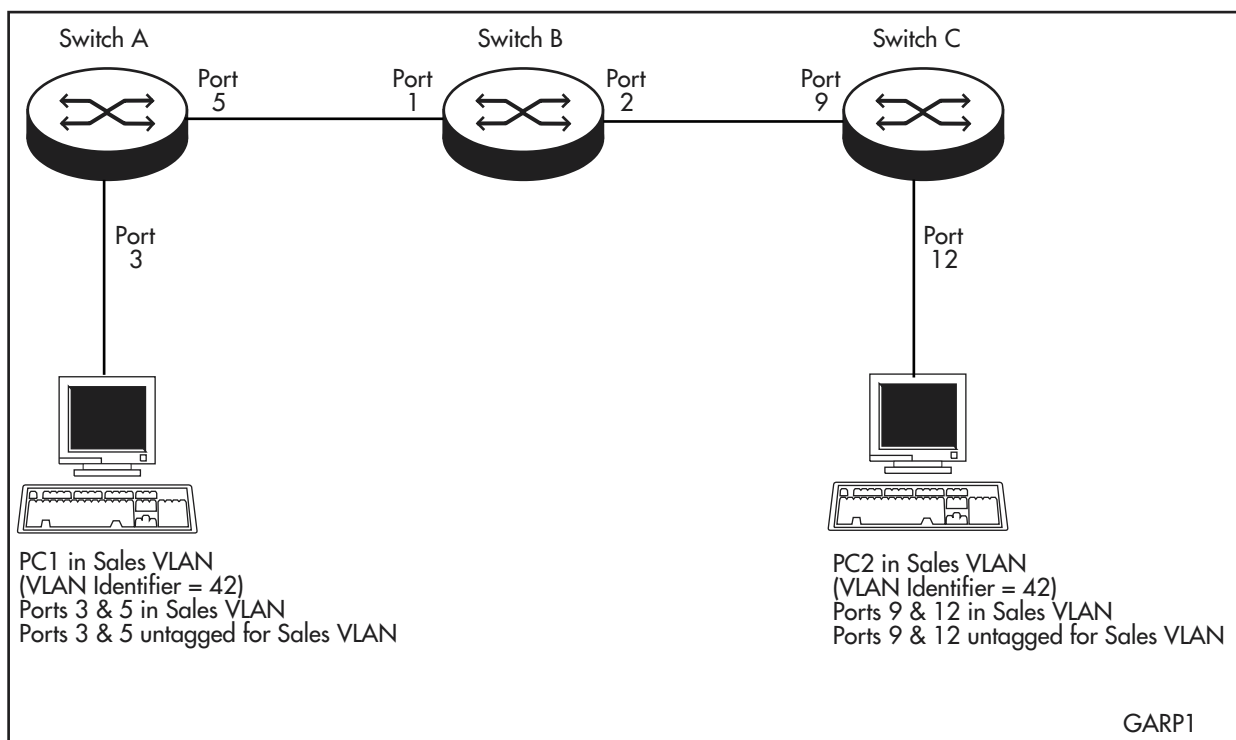 Switch A
Switch B
Switch C
Port
5
Port
1
Port
2
Port
9
Port
3
Port
12
PC1 in Sales VLAN
(VLAN Identifier = 42)
Ports 3 & 5 in Sales VLAN
Ports 3 & 5 untagged for Sales VLAN
PC2 in Sales VLAN
(VLAN Identifier = 42)
Ports 9 & 12 in Sales VLAN
Ports 9 & 12 untagged for Sales VLAN
GARP1